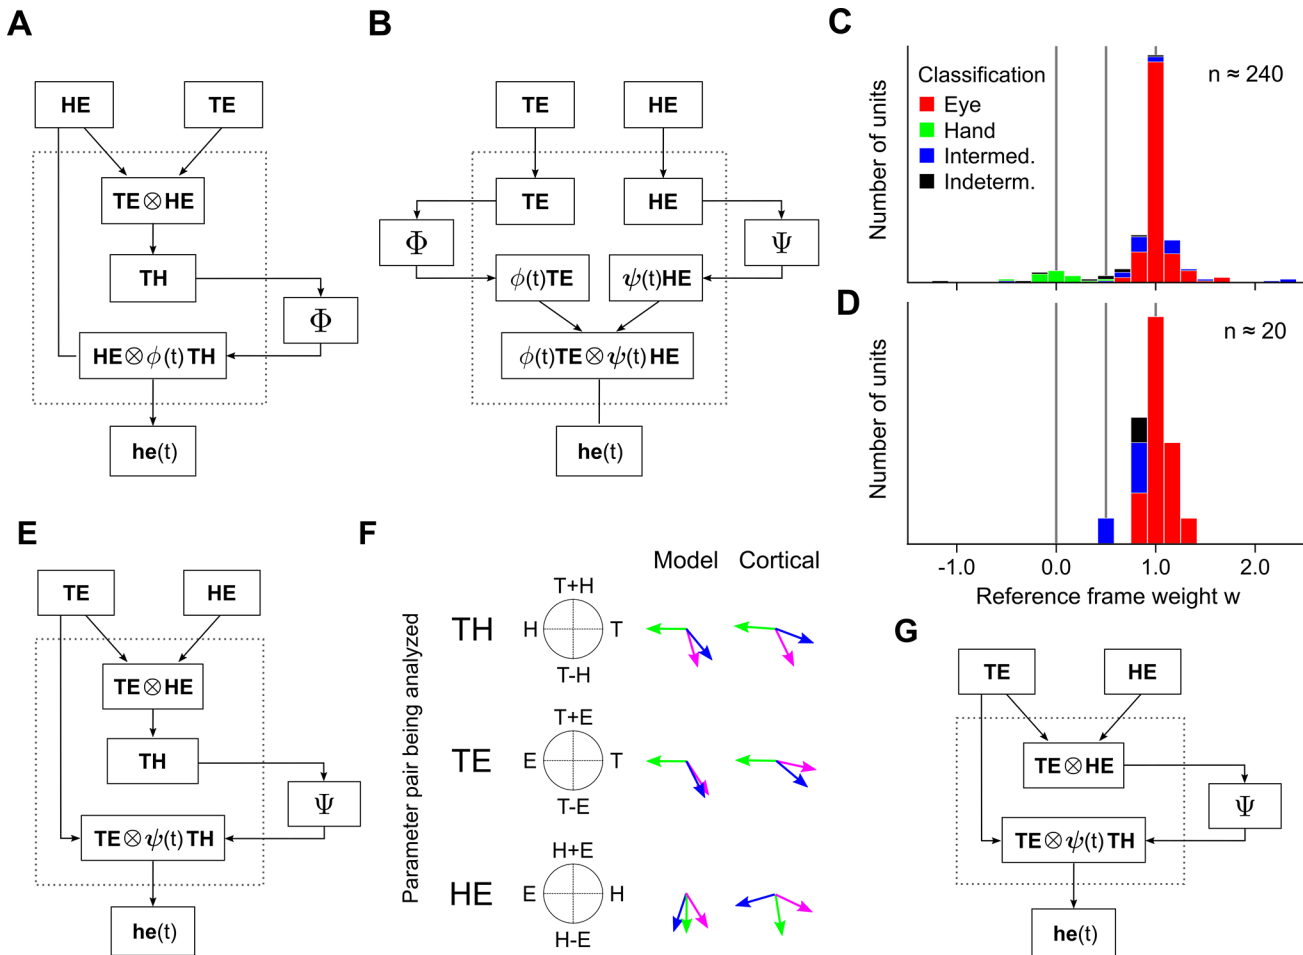 A
HE
TE
TE⊗HE
TH
Φ
HE⊗ϕ(t)TH
he(t)
B
TE
HE
TE
HE
Φ
Ψ
ϕ(t)TE
ψ(t)HE
ϕ(t)TE⊗ψ(t)HE
he(t)
C
Number of units
Classification
Eye
Hand
Intermed.
Indeterm.
n ≈ 240
D
Number of units
n ≈ 20
-1.0 0.0 1.0 2.0
Reference frame weight w
E
TE
HE
TE⊗HE
TH
Ψ
TE⊗ψ(t)TH
he(t)
F
Parameter pair being analyzed
Model Cortical
TH
T+H
H T
T-H
TE
T+E
E T
T-E
HE
H+E
E H
H-E
G
TE
HE
TE⊗HE
Ψ
TE⊗ψ(t)TH
he(t)